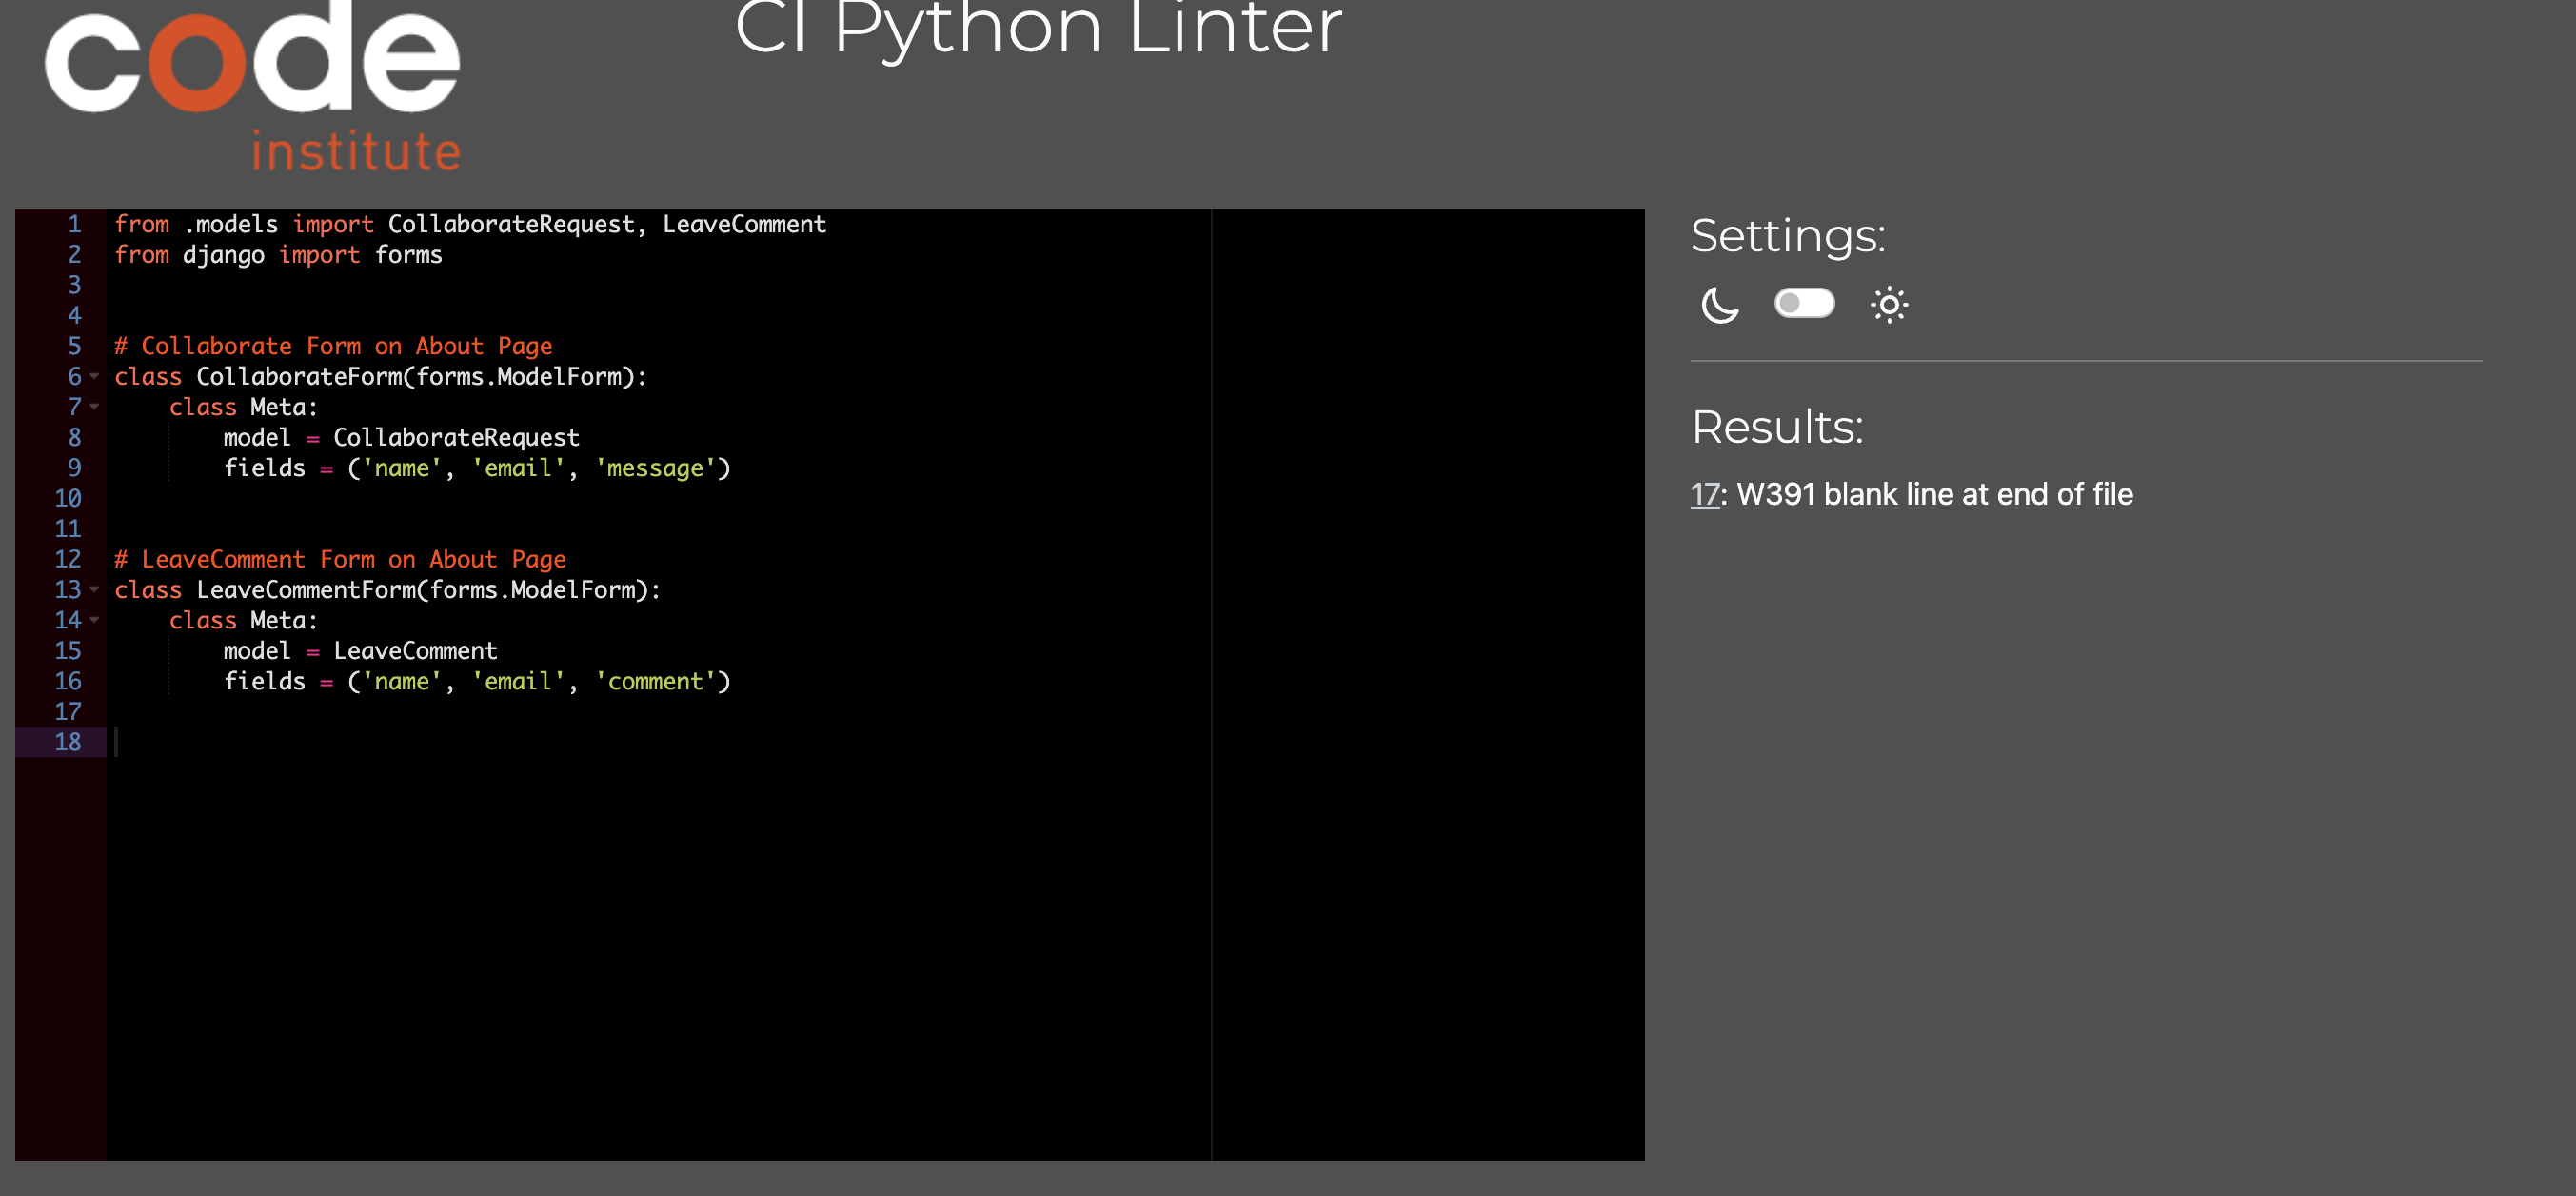 code
institute
CI Python Linter
1 from .models import CollaborateRequest, LeaveComment
2 from django import forms
3
4
5 # Collaborate Form on About Page
6 class CollaborateForm(forms.ModelForm):
7     class Meta:
8         model = CollaborateRequest
9         fields = ('name', 'email', 'message')
10
11
12 # LeaveComment Form on About Page
13 class LeaveCommentForm(forms.ModelForm):
14     class Meta:
15         model = LeaveComment
16         fields = ('name', 'email', 'comment')
17
18
Settings:
Results:
17: W391 blank line at end of file